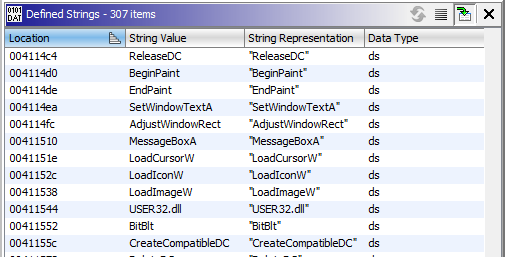 0101
DAT
Defined Strings - 307 items
Location String Value String Representation Data Type
004114c4 ReleaseDC "ReleaseDC" ds
004114d0 BeginPaint "BeginPaint" ds
004114de EndPaint "EndPaint" ds
004114ea SetWindowTextA "SetWindowTextA" ds
004114fc AdjustWindowRect "AdjustWindowRect" ds
00411510 MessageBoxA "MessageBoxA" ds
0041151e LoadCursorW "LoadCursorW" ds
0041152c LoadIconW "LoadIconW" ds
00411538 LoadImageW "LoadImageW" ds
00411544 USER32.dll "USER32.dll" ds
00411552 BitBlt "BitBlt" ds
0041155c CreateCompatibleDC "CreateCompatibleDC" ds